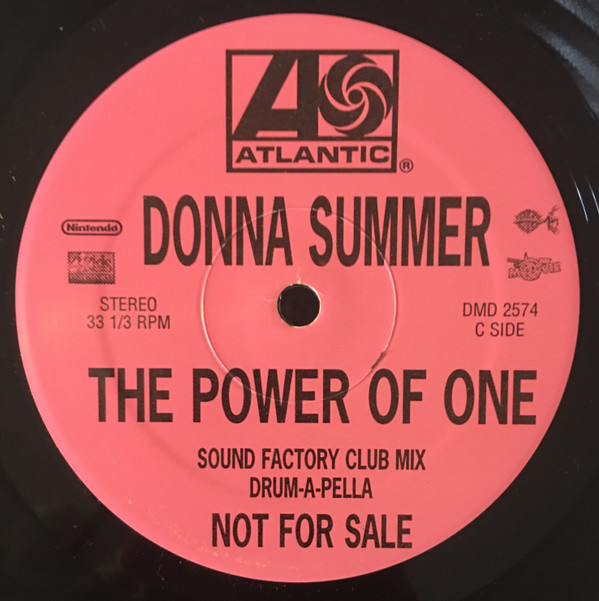 ATLANTIC®
DONNA SUMMER
Nintendo
STEREO
33 1/3 RPM
DMD 2574
C SIDE
THE POWER OF ONE
SOUND FACTORY CLUB MIX
DRUM-A-PELLA
NOT FOR SALE